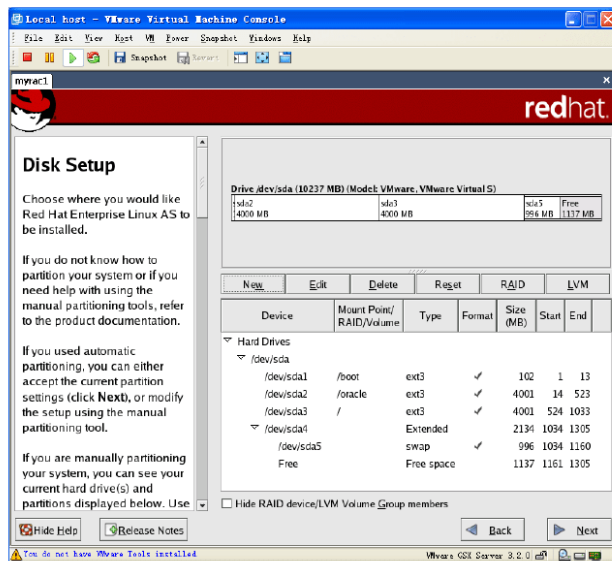 Local host - VMware Virtual Machine Console
File Edit View Host VM Power Snapshot Windows Help
Snapshot Revert
myrac1
redhat.
Disk Setup
Choose where you would like
Red Hat Enterprise Linux AS to
be installed.
If you do not know how to
partition your system or if you
need help with using the
manual partitioning tools, refer
to the product documentation.
If you used automatic
partitioning, you can either
accept the current partition
settings (click Next), or modify
the setup using the manual
partitioning tool.
If you are manually partitioning
your system, you can see your
current hard drive(s) and
partitions displayed below. Use
Drive /dev/sda (10237 MB) (Model: VMware, VMware Virtual S)
sda2 sda3 sda5 Free
4000 MB 4000 MB 996 MB 1137 MB
New Edit Delete Reset RAID LVM
Device Mount Point/ RAID/Volume Type Format Size (MB) Start End
Hard Drives
/dev/sda
/dev/sda1 /boot ext3 102 1 13
/dev/sda2 /oracle ext3 4001 14 523
/dev/sda3 / ext3 4001 524 1033
/dev/sda4 Extended 2134 1034 1305
/dev/sda5 swap 996 1034 1160
Free Free space 1137 1161 1305
Hide RAID device/LVM Volume Group members
Hide Help Release Notes Back Next
You do not have VMware Tools installed VMware GSX Server 3.2.0